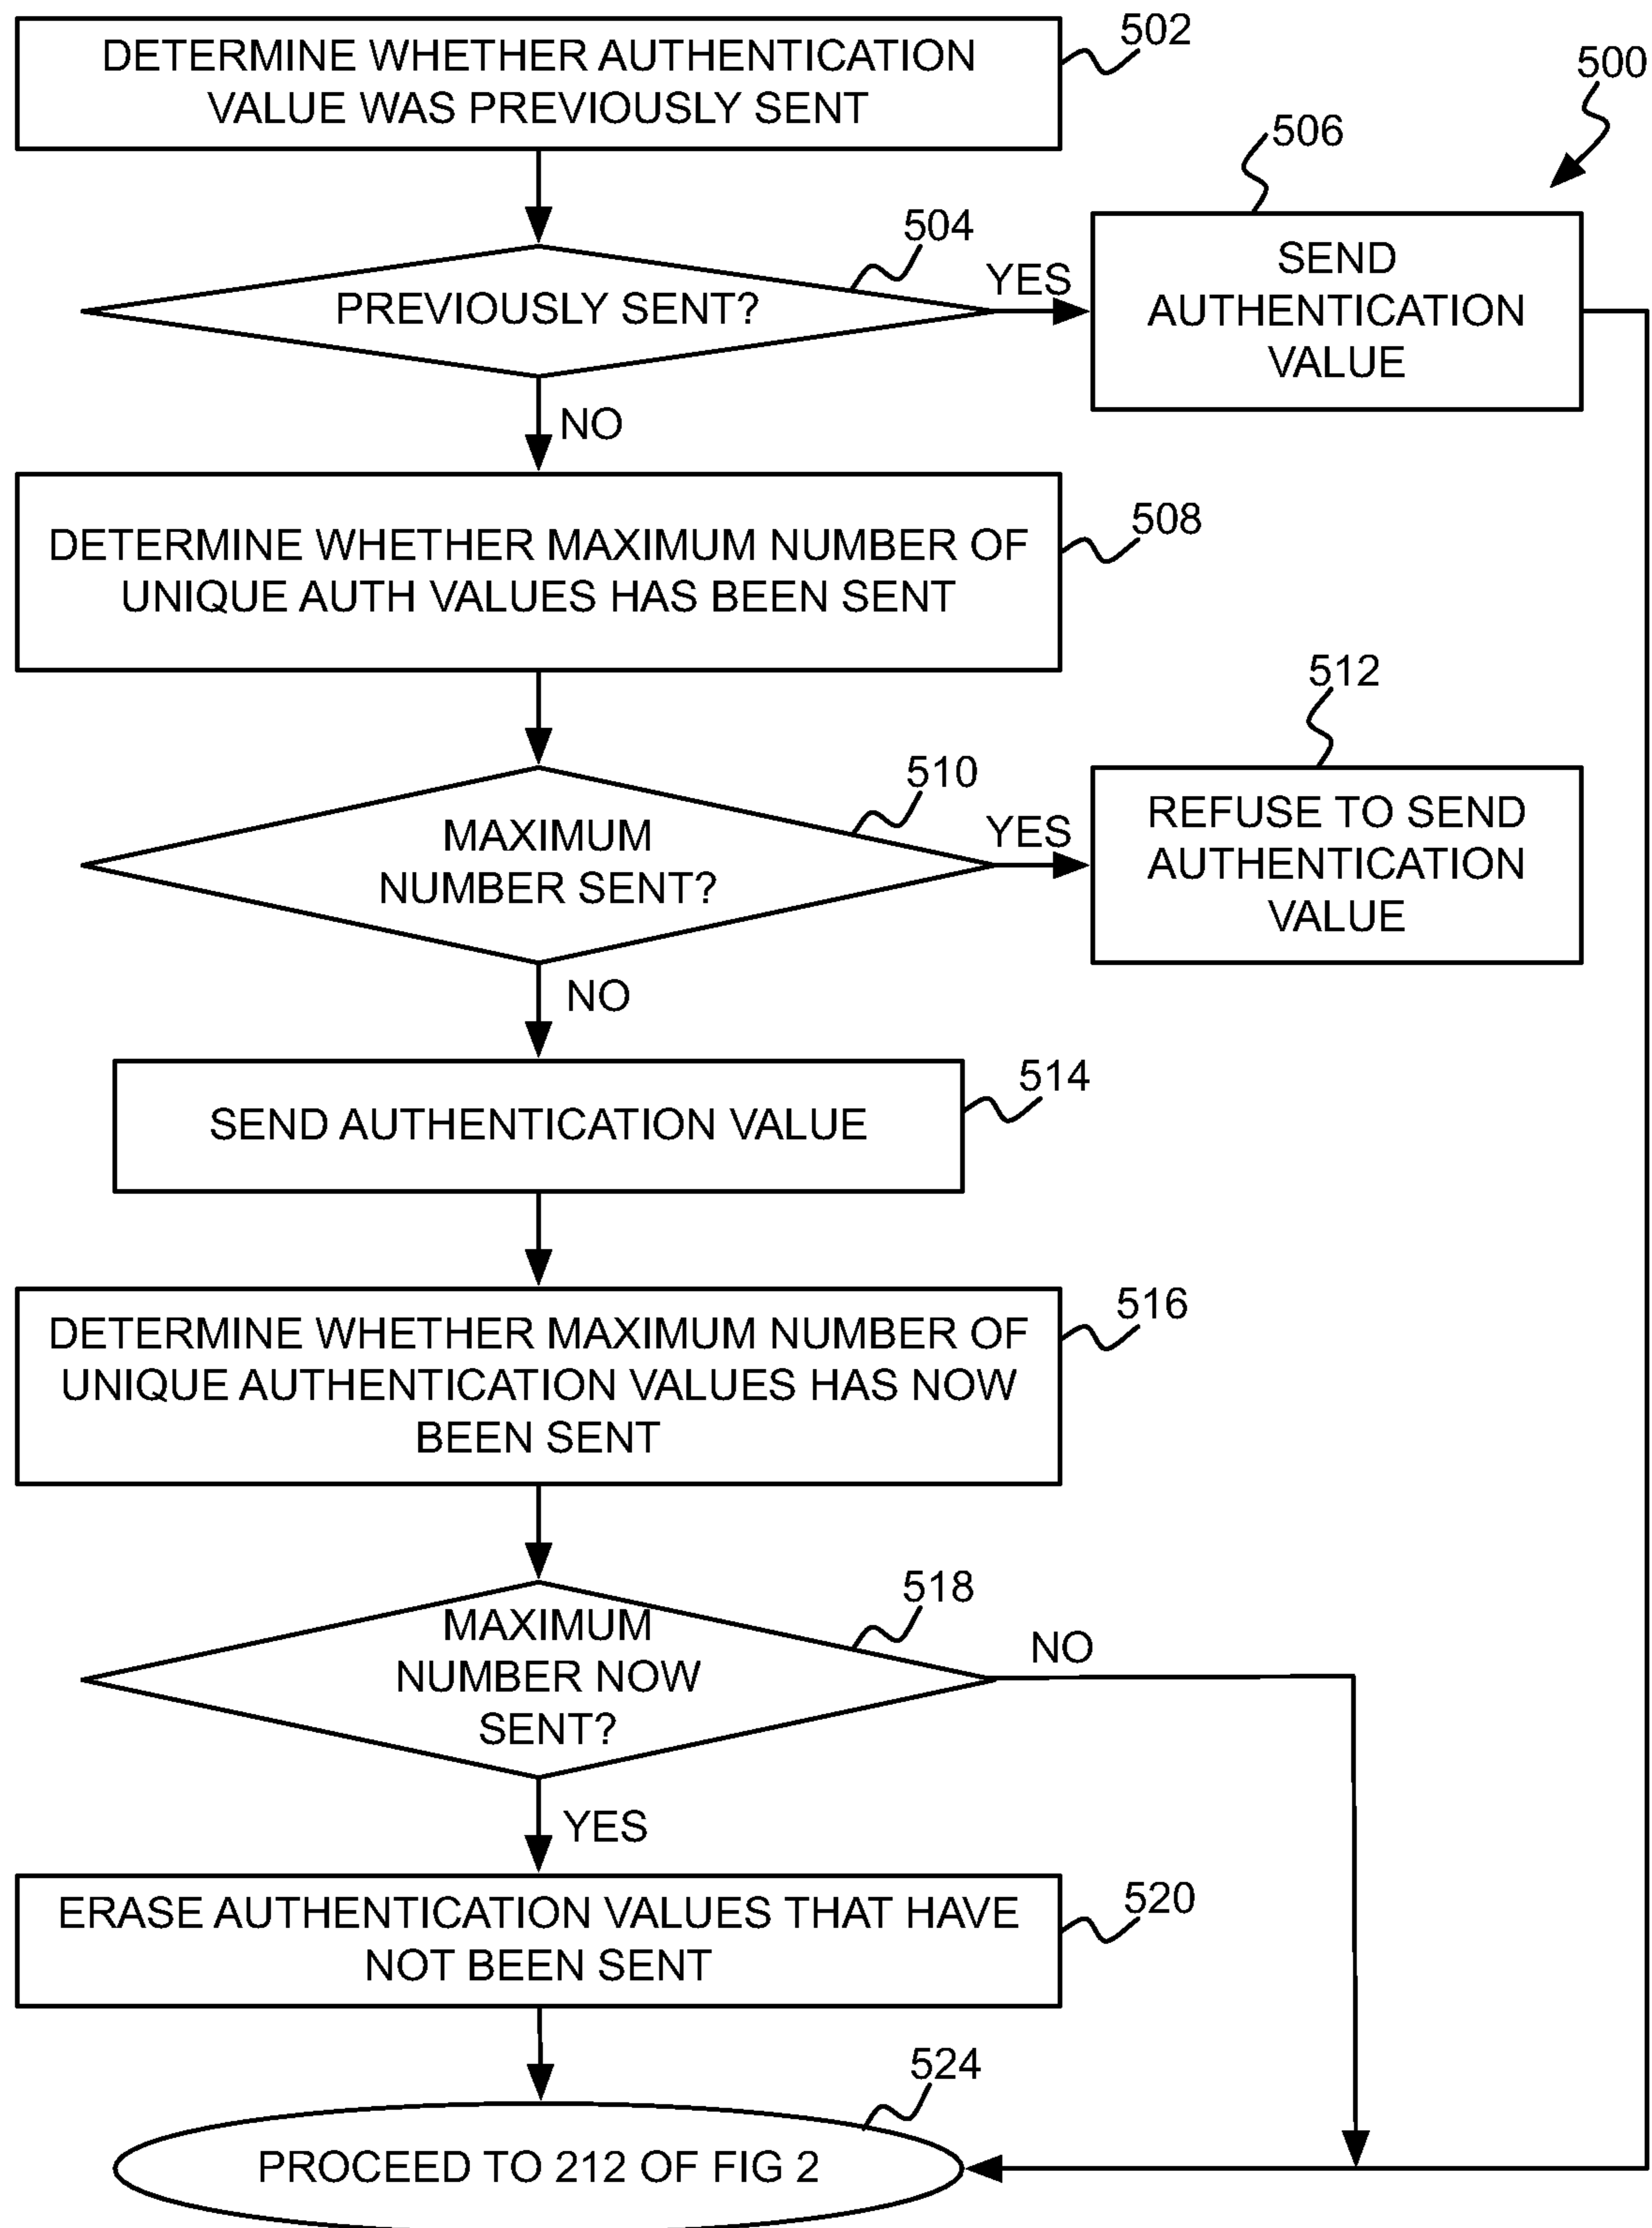 502
DETERMINE WHETHER AUTHENTICATION
VALUE WAS PREVIOUSLY SENT
500
506
504
PREVIOUSLY SENT?
YES
SEND
AUTHENTICATION
VALUE
NO
508
DETERMINE WHETHER MAXIMUM NUMBER OF
UNIQUE AUTH VALUES HAS BEEN SENT
512
510
MAXIMUM
NUMBER SENT?
YES
REFUSE TO SEND
AUTHENTICATION
VALUE
NO
514
SEND AUTHENTICATION VALUE
516
DETERMINE WHETHER MAXIMUM NUMBER OF
UNIQUE AUTHENTICATION VALUES HAS NOW
BEEN SENT
518
MAXIMUM
NUMBER NOW
SENT?
NO
YES
520
ERASE AUTHENTICATION VALUES THAT HAVE
NOT BEEN SENT
524
PROCEED TO 212 OF FIG 2